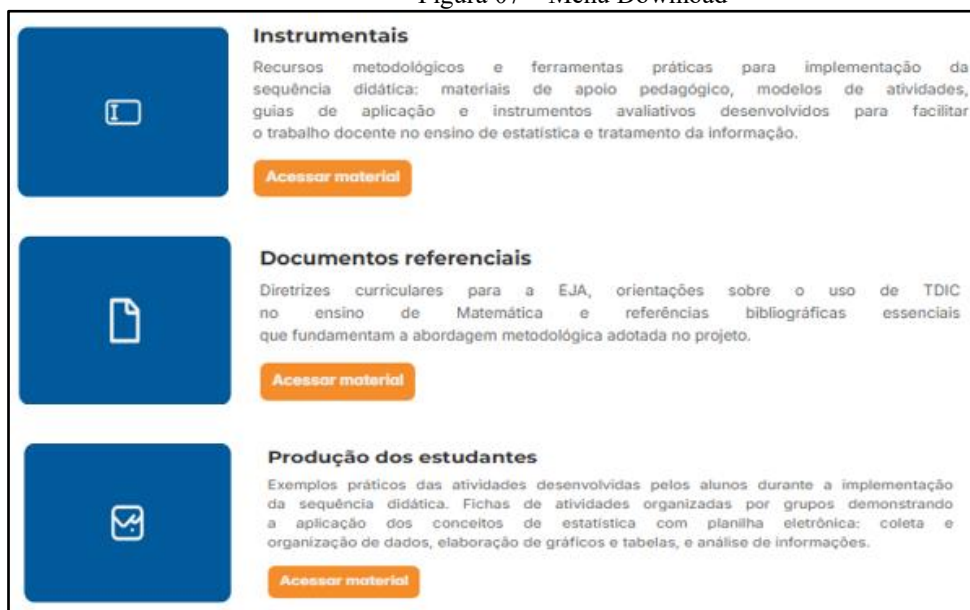 Figura 07 – Menu Download
Instrumentais
Recursos metodológicos e ferramentas práticas para implementação da
sequência didática: materiais de apoio pedagógico, modelos de atividades,
guias de aplicação e instrumentos avaliativos desenvolvidos para facilitar
o trabalho docente no ensino de estatística e tratamento da informação.
Acessar material
Documentos referenciais
Diretrizes curriculares para a EJA, orientações sobre o uso de TDIC
no ensino de Matemática e referências bibliográficas essenciais
que fundamentam a abordagem metodológica adotada no projeto.
Acessar material
Produção dos estudantes
Exemplos práticos das atividades desenvolvidas pelos alunos durante a implementação
da sequência didática. Fichas de atividades organizadas por grupos demonstrando
a aplicação dos conceitos de estatística com planilha eletrônica: coleta e
organização de dados, elaboração de gráficos e tabelas, e análise de informações.
Acessar material